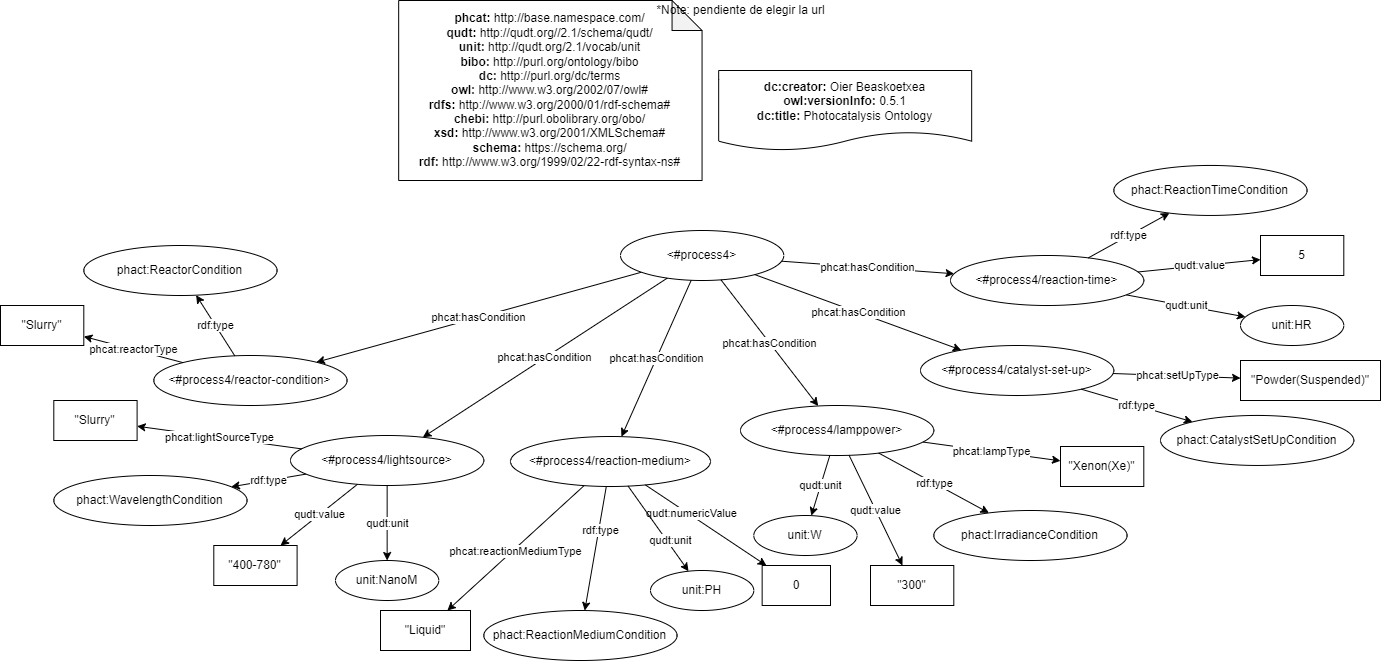 *Note: pendiente de elegir la url
phcat: http://base.namespace.com/
qudt: http://qudt.org//2.1/schema/qudt/
unit: http://qudt.org/2.1/vocab/unit
bibo: http://purl.org/ontology/bibo
dc: http://purl.org/dc/terms
owl: http://www.w3.org/2002/07/owl#
rdfs: http://www.w3.org/2000/01/rdf-schema#
chebi: http://purl.obolibrary.org/obo/
xsd: http://www.w3.org/2001/XMLSchema#
schema: https://schema.org/
rdf: http://www.w3.org/1999/02/22-rdf-syntax-ns#
dc:creator: Oier Beaskoetxea
owl:versionInfo: 0.5.1
dc:title: Photocatalysis Ontology
phact:ReactionTimeCondition
rdf:type
<#process4>
phcat:hasCondition
qudt:value
5
<#process4/reaction-time>
qudt:unit
unit:HR
phact:ReactorCondition
"Slurry"
rdf:type
phcat:reactorType
<#process4/reactor-condition>
phcat:hasCondition
phcat:hasCondition
phcat:hasCondition
phcat:hasCondition
phcat:hasCondition
<#process4/catalyst-set-up>
phcat:setUpType
"Powder(Suspended)"
rdf:type
phact:CatalystSetUpCondition
"Slurry"
phcat:lightSourceType
<#process4/lightsource>
rdf:type
phact:WavelengthCondition
qudt:value
qudt:unit
"400-780"
unit:NanoM
<#process4/reaction-medium>
phcat:reactionMediumType
rdf:type
qudt:unit
qudt:numericValue
"Liquid"
phact:ReactionMediumCondition
unit:PH
0
<#process4/lamppower>
phcat:lampType
"Xenon(Xe)"
qudt:unit
qudt:value
rdf:type
unit:W
"300"
phact:IrradianceCondition